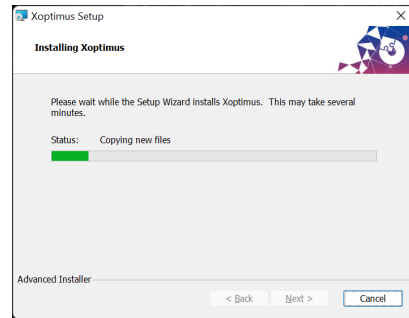 Xoptimus Setup
Installing Xoptimus
Please wait while the Setup Wizard installs Xoptimus. This may take several
minutes.
Status: Copying new files
Advanced Installer
< Back Next > Cancel